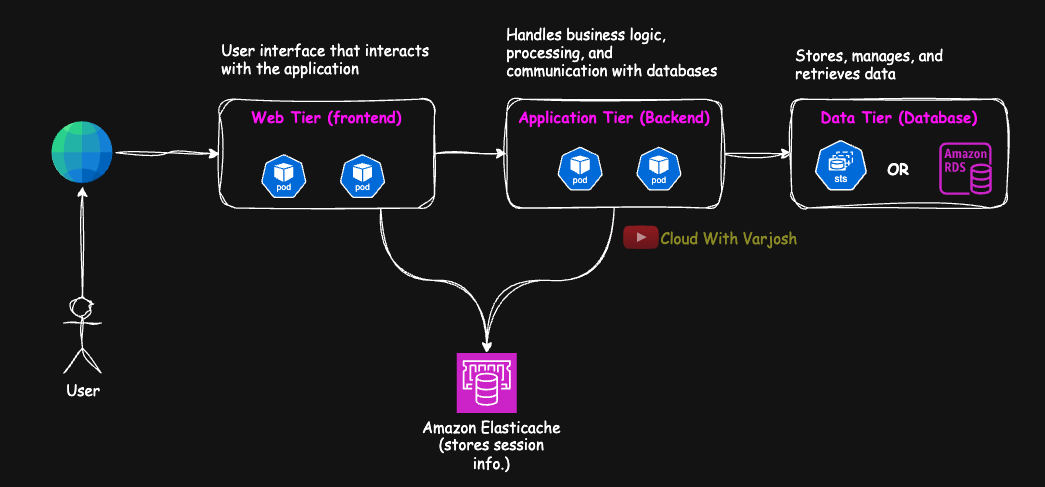 User interface that interacts
with the application
Handles business logic,
processing, and
communication with databases
Stores, manages, and
retrieves data
Web Tier (frontend)
pod
pod
Application Tier (Backend)
pod
pod
Data Tier (Database)
sts
OR
Amazon
RDS
Cloud With Varjosh
User
Amazon Elasticache
(stores session
info.)